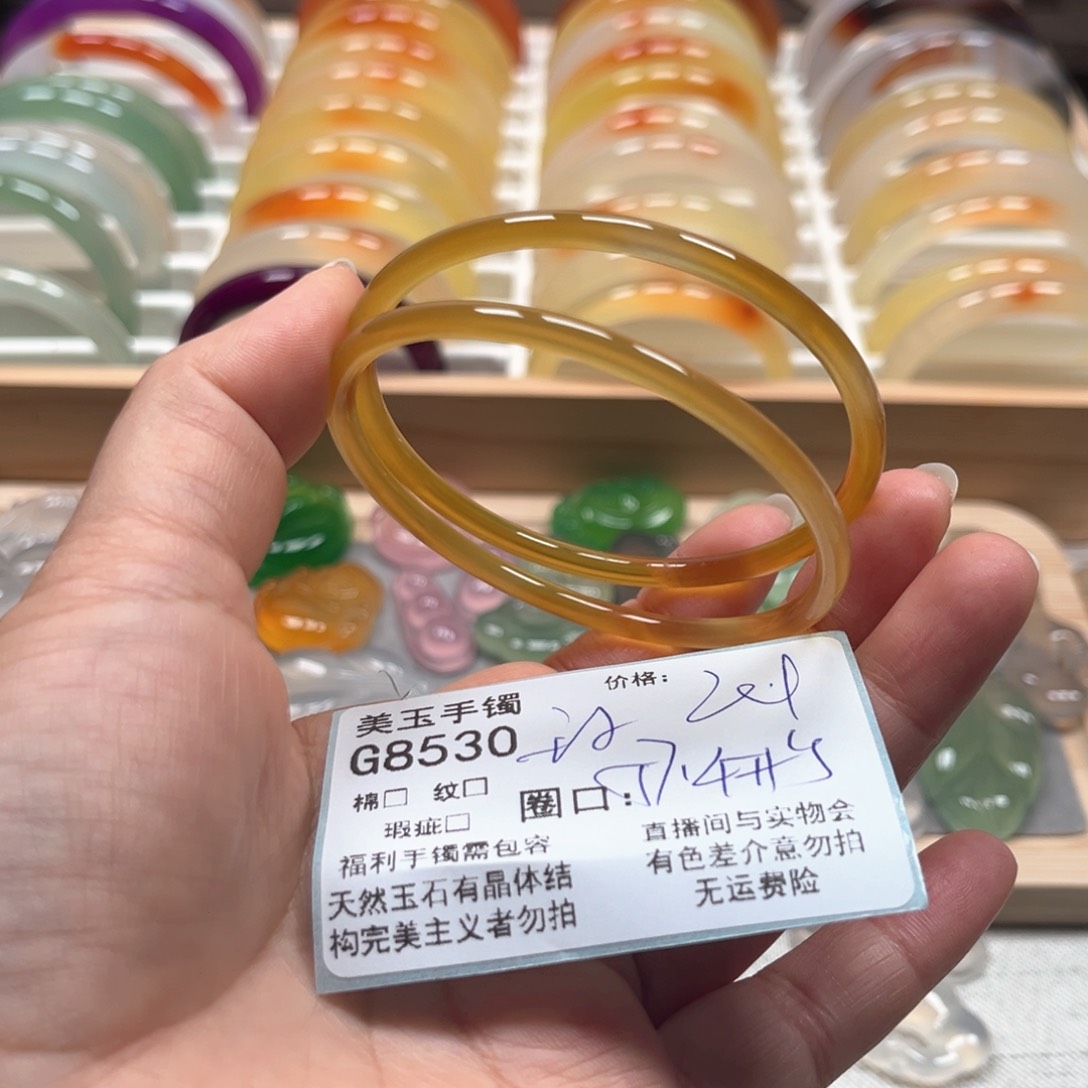 美玉手镯
价格：
G8530
棉□ 纹□
圈口：
瑕疵□
福利手镯需包容
天然玉石有晶体结
构完美主义者勿拍
直播间与实物会
有色差介意勿拍
无运费险